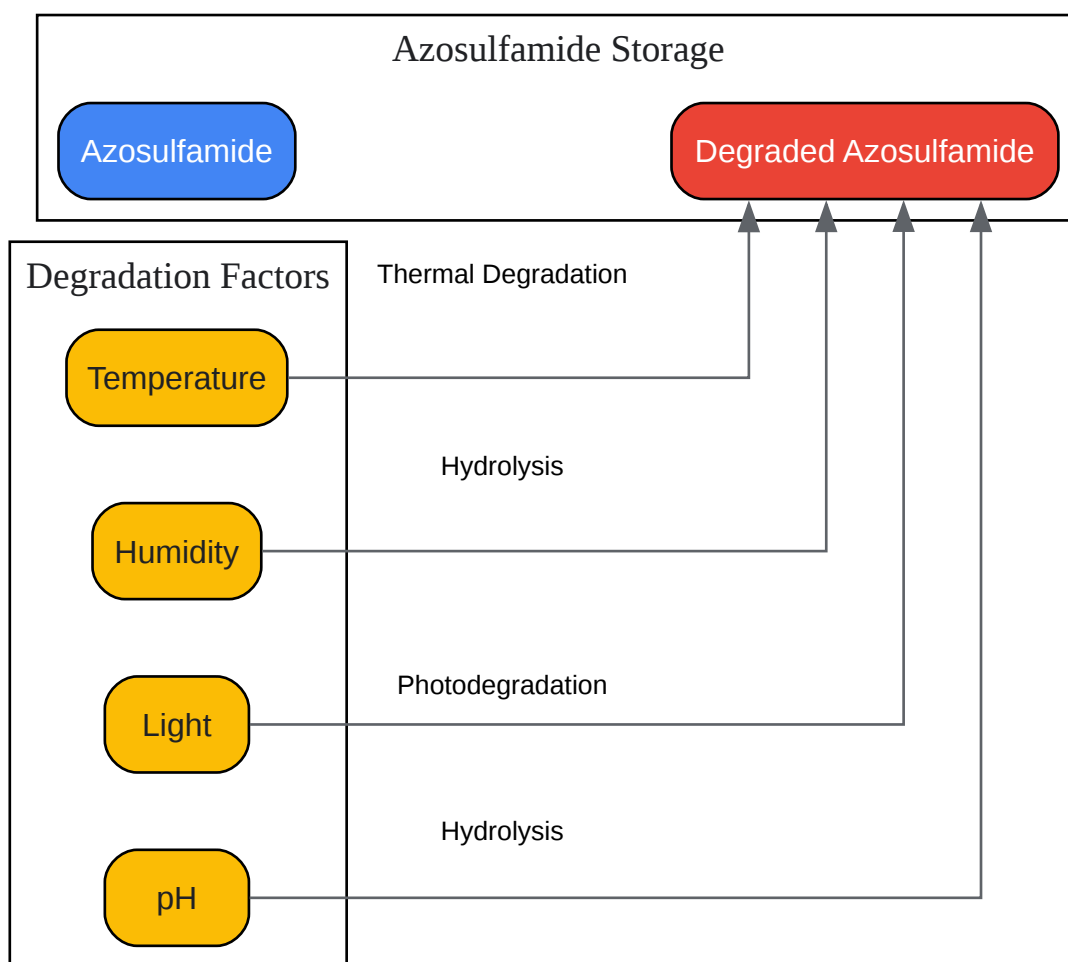 Azosulfamide Storage
Azosulfamide
Degraded Azosulfamide
Degradation Factors
Thermal Degradation
Temperature
Hydrolysis
Humidity
Photodegradation
Light
Hydrolysis
pH